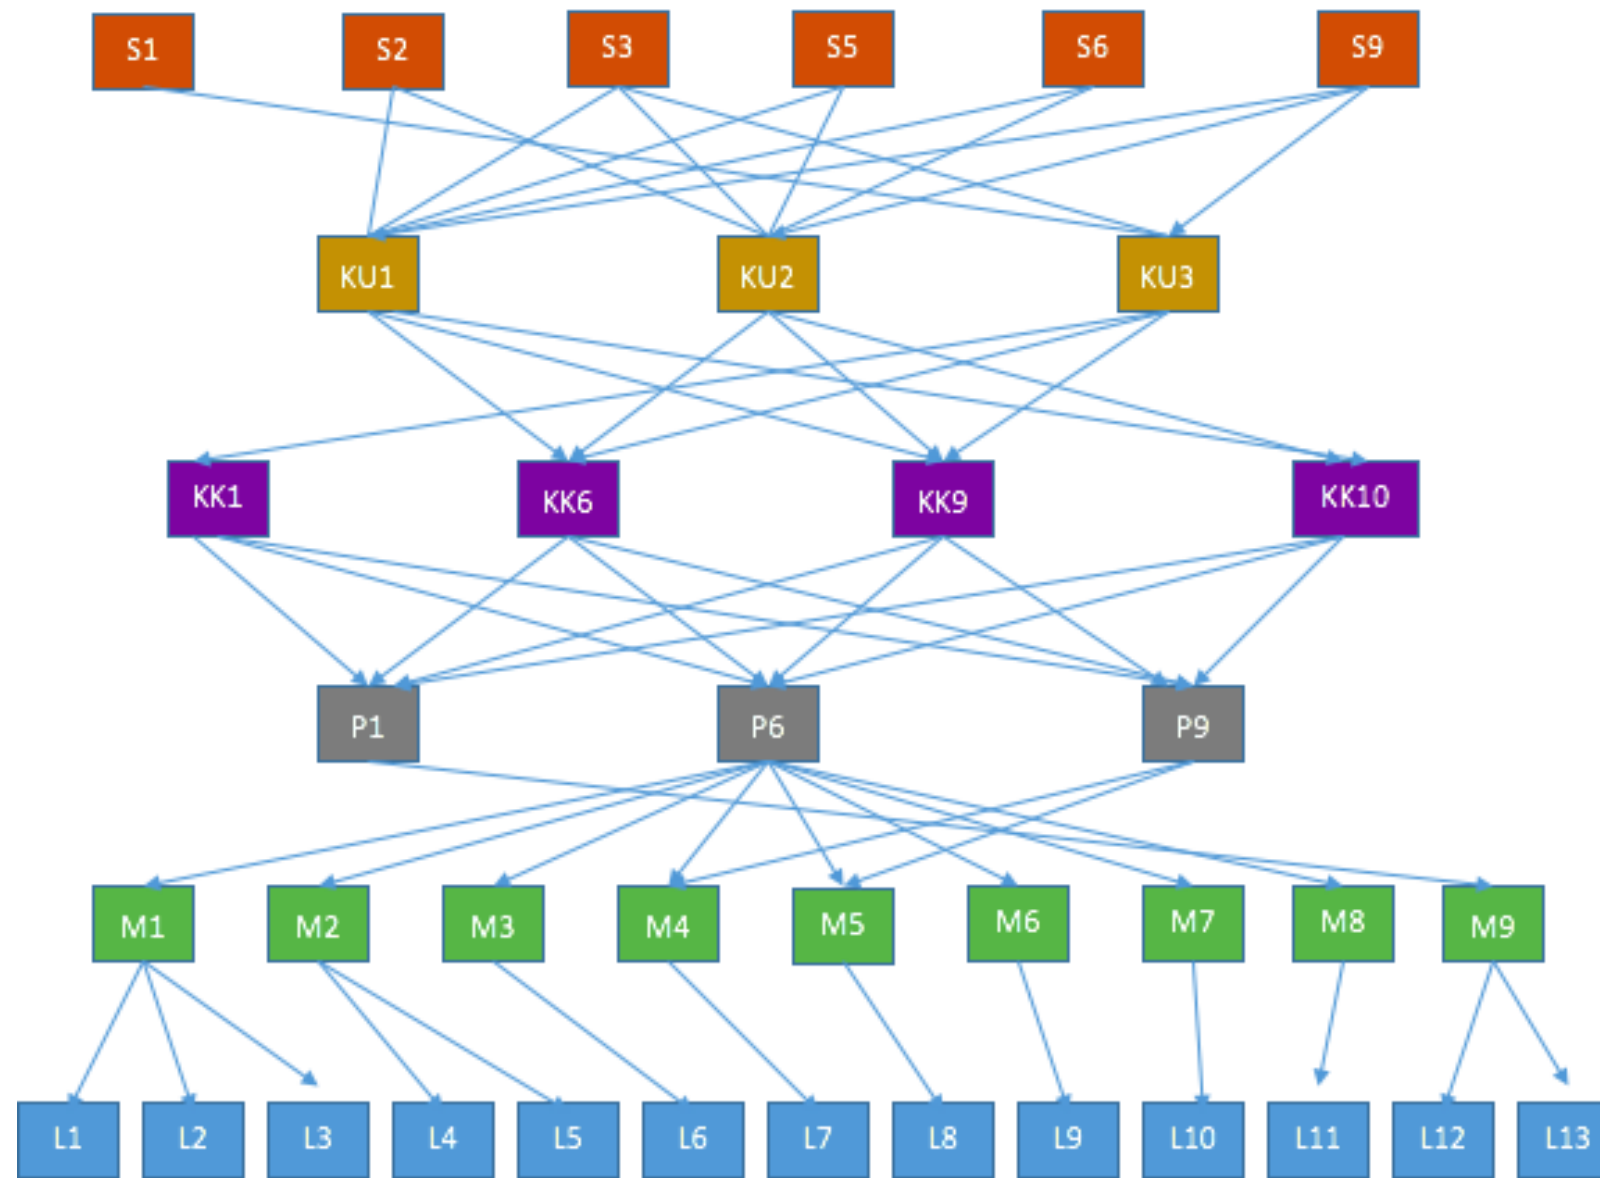 S1 S2 S3 S5 S6 S9
KU1 KU2 KU3
KK1 KK6 KK9 KK10
P1 P6 P9
M1 M2 M3 M4 M5 M6 M7 M8 M9
L1 L2 L3 L4 L5 L6 L7 L8 L9 L10 L11 L12 L13